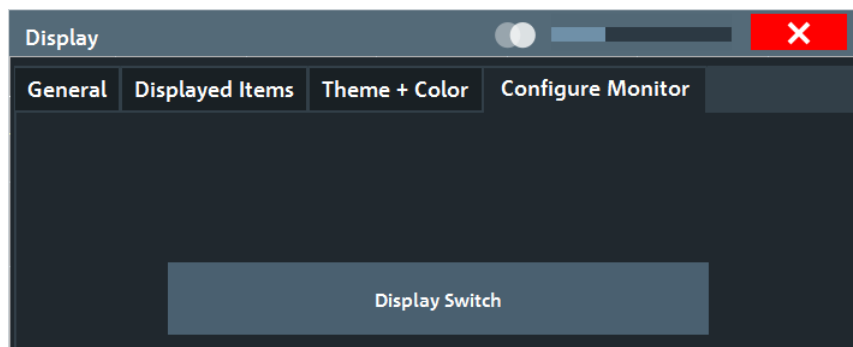 Display
General Displayed Items Theme + Color Configure Monitor
Display Switch